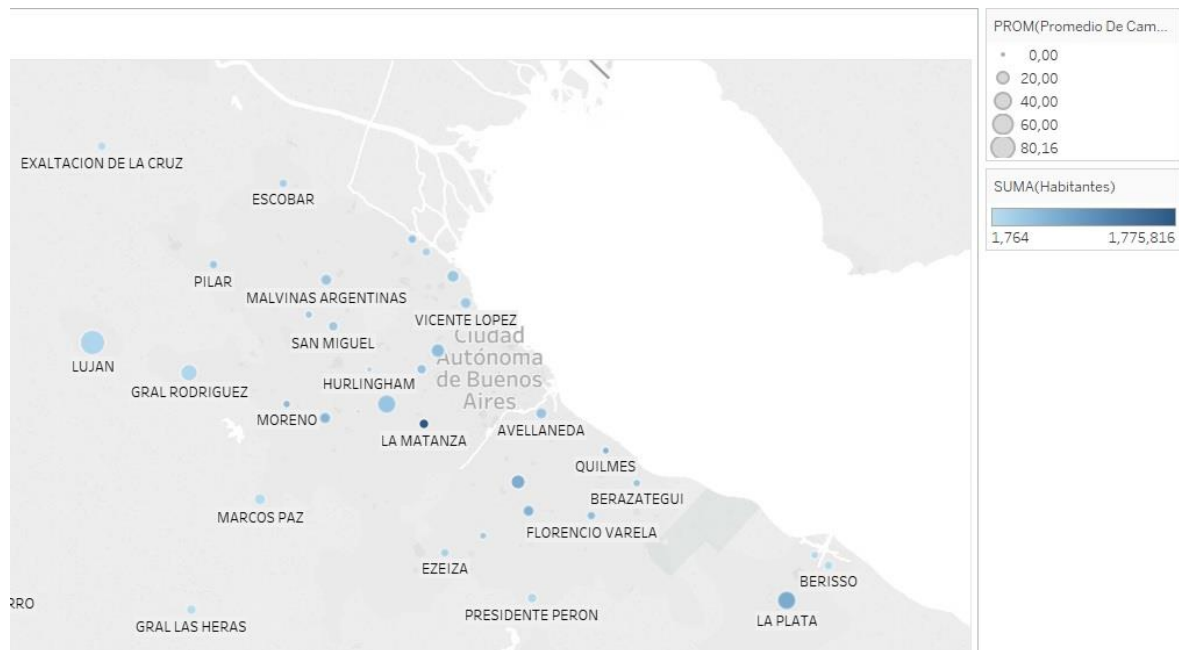 PROM(Promedio De Cam...
0,00
20,00
40,00
60,00
80,16
SUMA(Habitantes)
1,764 1,775,816
EXALTACION DE LA CRUZ
ESCOBAR
PILAR
MALVINAS ARGENTINAS
VICENTE LOPEZ
SAN MIGUEL
Ciudad
Autónoma
de Buenos
Aires
LUJAN
GRAL RODRIGUEZ
HURLINGHAM
MORENO
LA MATANZA
AVELLANEDA
QUILMES
BERAZATEGUI
MARCOS PAZ
FLORENCIO VARELA
EZEIZA
BERISSO
RRO
PRESIDENTE PERON
LA PLATA
GRAL LAS HERAS